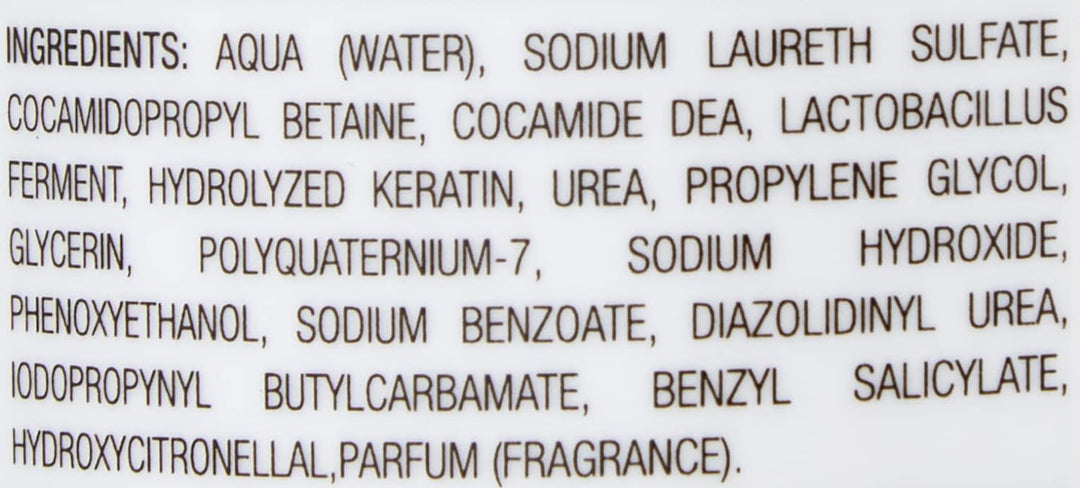 INGREDIENTS: AQUA (WATER), SODIUM LAURETH SULFATE,
COCAMIDOPROPYL BETAINE, COCAMIDE DEA, LACTOBACILLUS
FERMENT, HYDROLYZED KERATIN, UREA, PROPYLENE GLYCOL,
GLYCERIN, POLYQUATERNIUM-7, SODIUM HYDROXIDE,
PHENOXYETHANOL, SODIUM BENZOATE, DIAZOLIDINYL UREA,
IODOPROPYNYL BUTYLCARBAMATE, BENZYL SALICYLATE,
HYDROXYCITRONELLAL,PARFUM (FRAGRANCE).